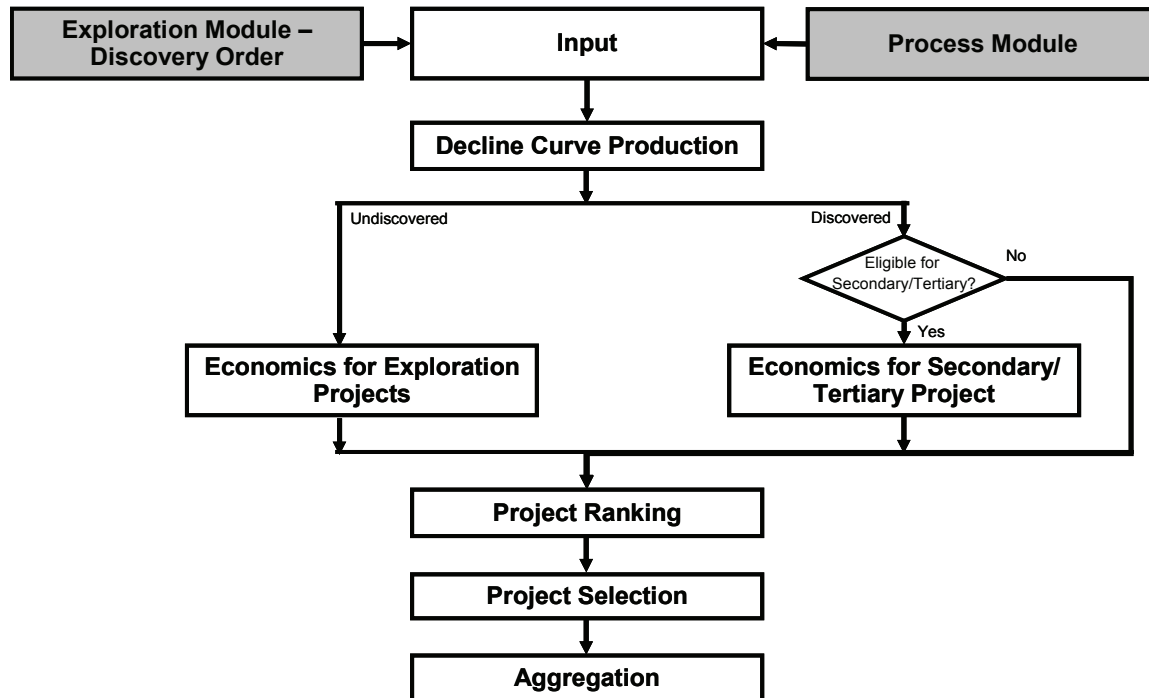 Exploration Module –
Discovery Order
Input
Process Module
Decline Curve Production
Undiscovered
Discovered
Eligible for
Secondary/Tertiary?
No
Yes
Economics for Exploration
Projects
Economics for Secondary/
Tertiary Project
Project Ranking
Project Selection
Aggregation